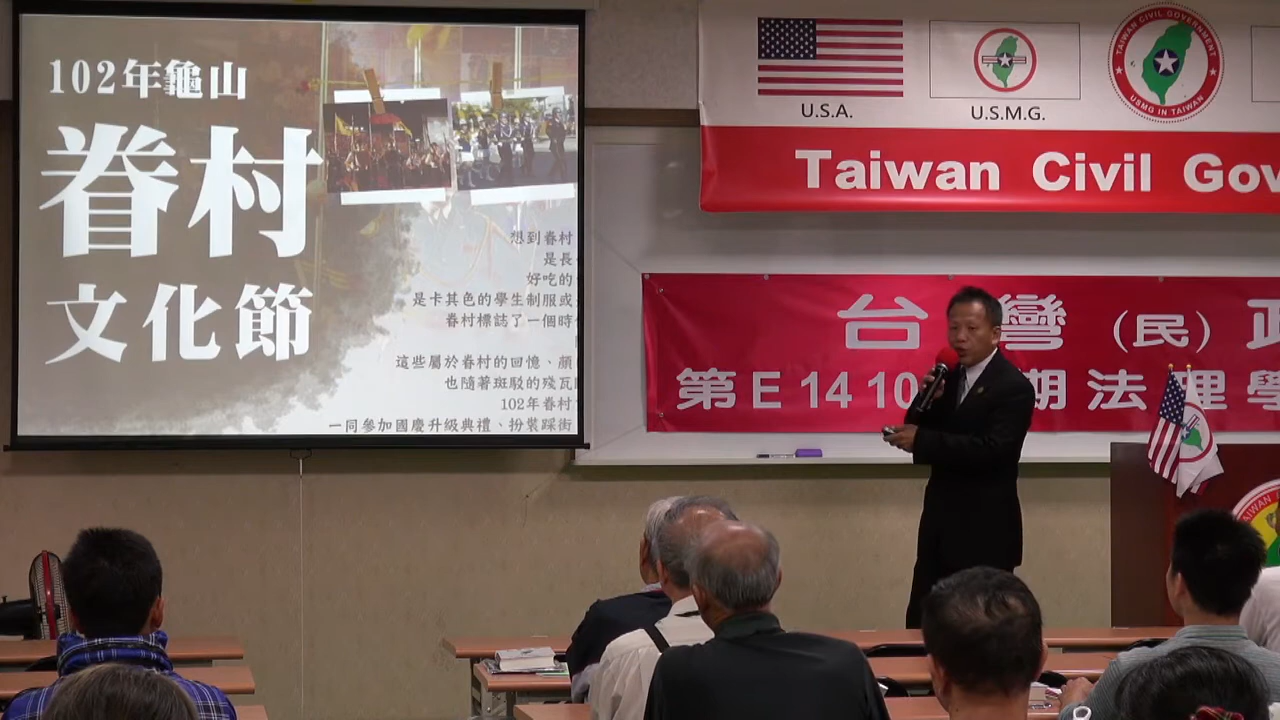 102年龜山
眷村
文化節
想到眷村
是長
好吃的
是卡其色的學生制服或
眷村標誌了一個時
這些屬於眷村的回憶、顏
也隨著斑駁的殘瓦
102年眷村
一同參加國慶升級典禮、扮裝踩街
U.S.A.
U.S.M.G.
TAIWAN CIVIL GOVERNMENT
USMG IN TAIWAN
Taiwan Civil Gov
台灣（民）政
第E 14 10 期法理學
TAIWAN